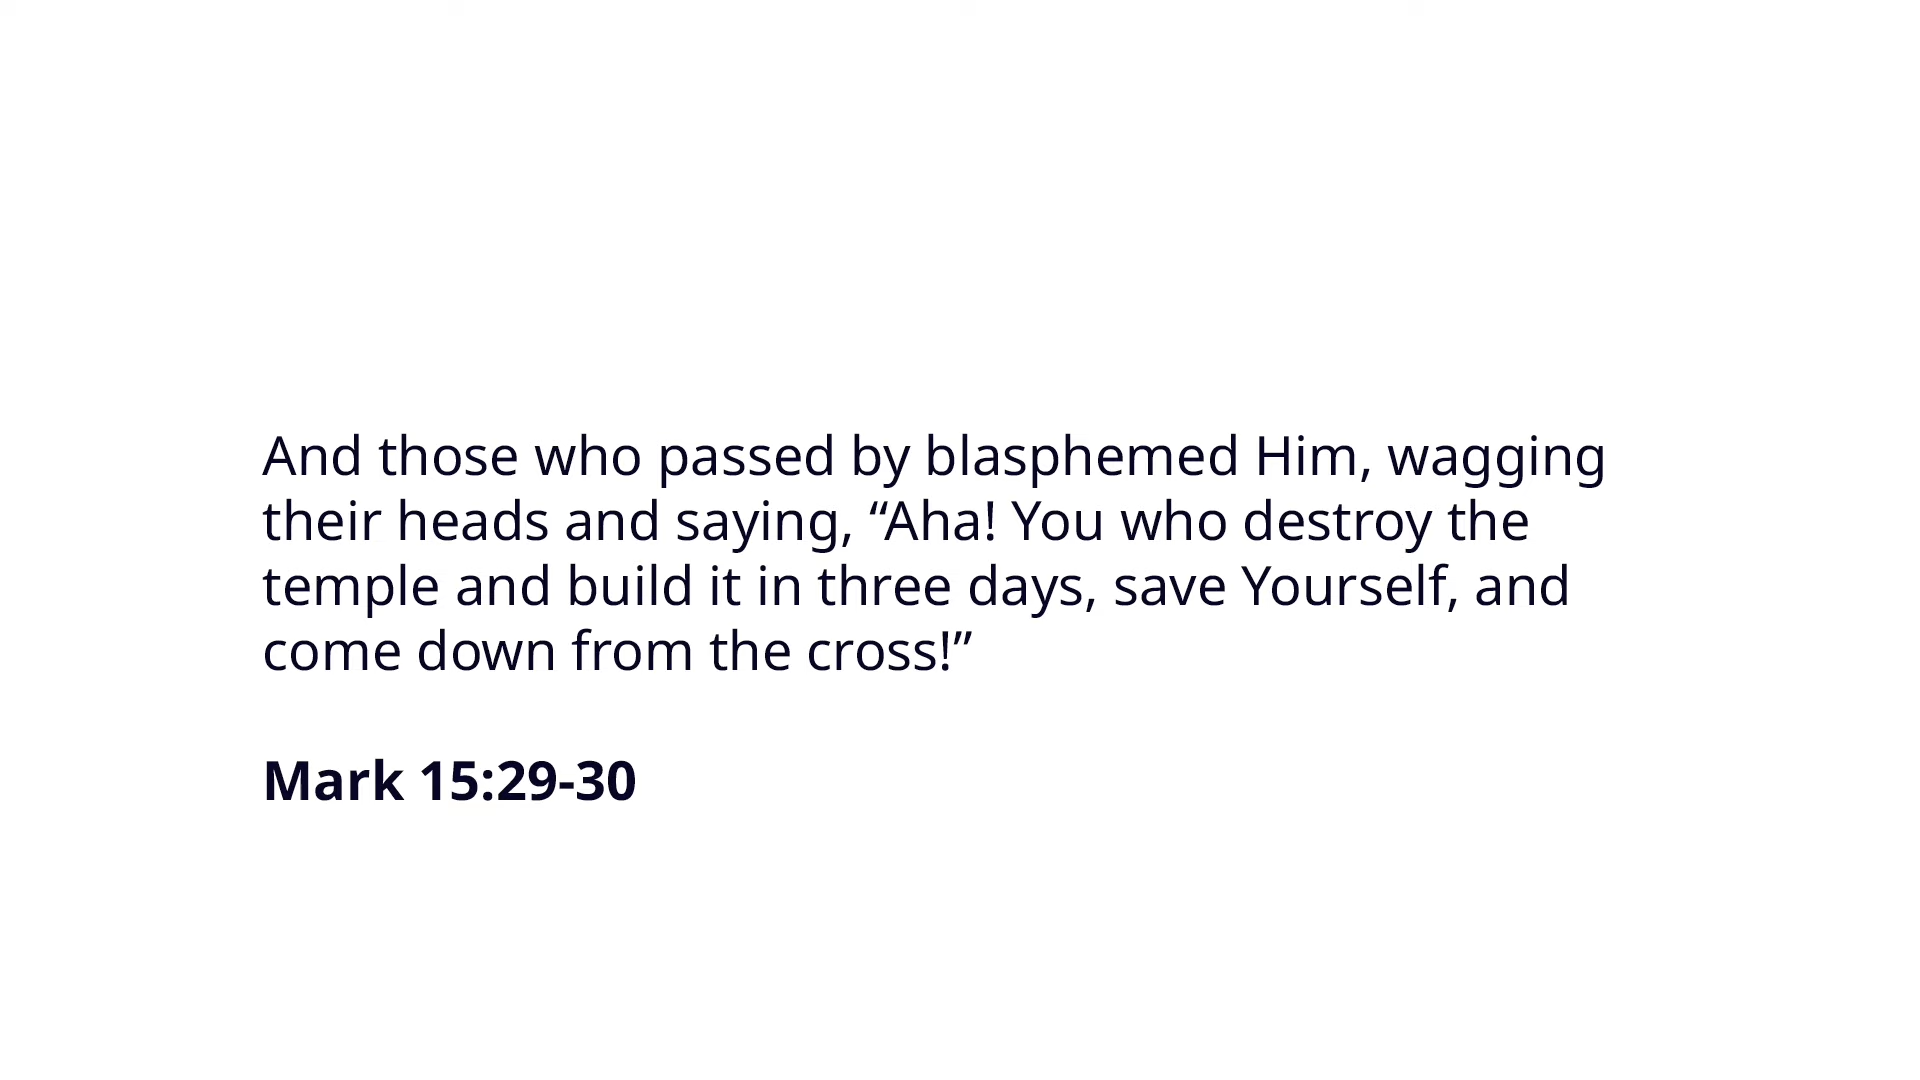 And those who passed by blasphemed Him, wagging
their heads and saying, “Aha! You who destroy the
temple and build it in three days, save Yourself, and
come down from the cross!”
Mark 15:29-30